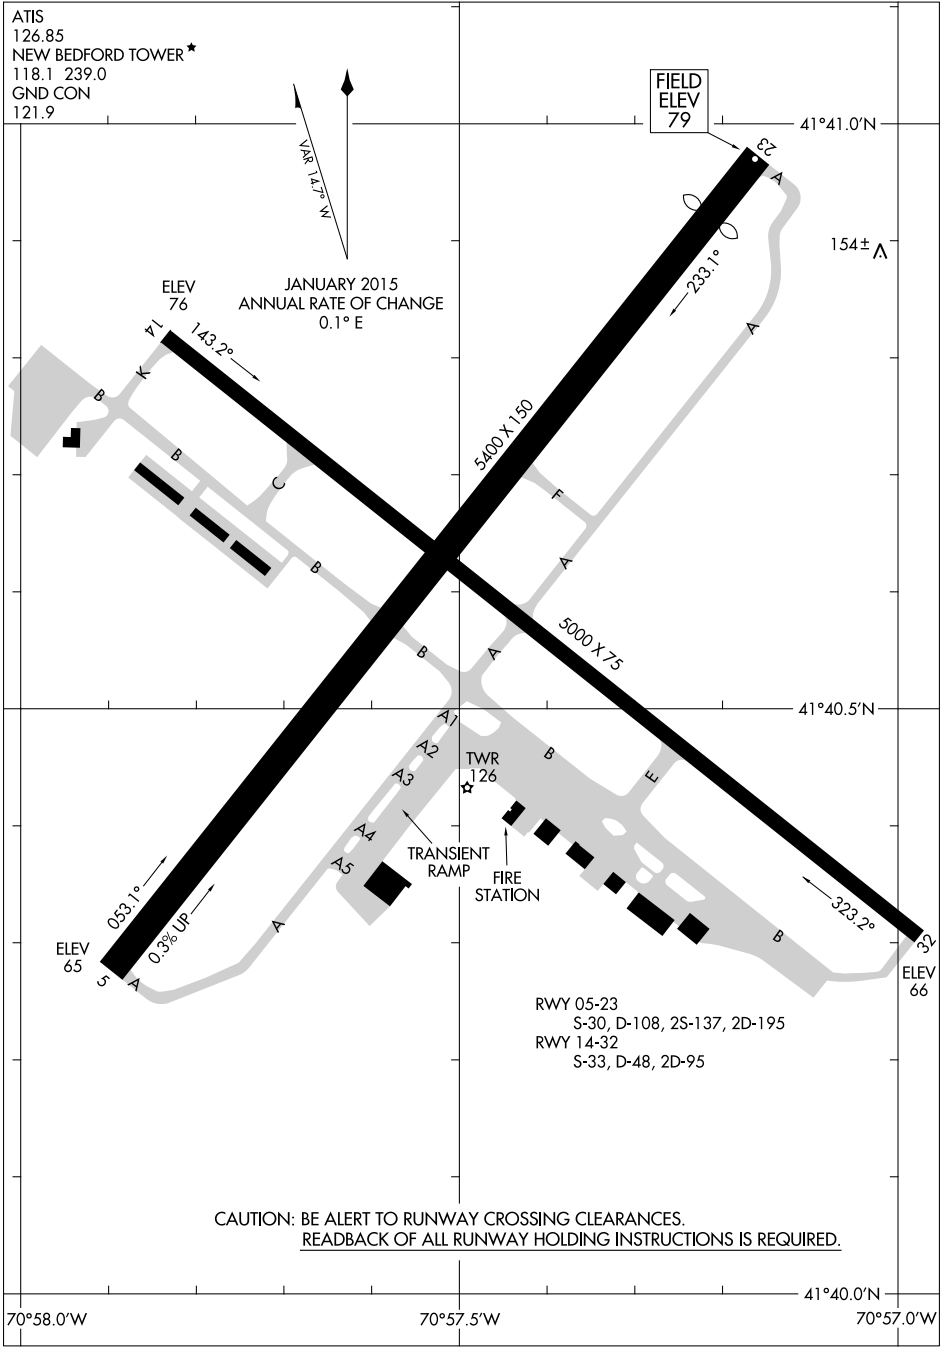 ATIS
126.85
NEW BEDFORD TOWER★
118.1 239.0
GND CON
121.9
VAR 14.7° W
JANUARY 2015
ANNUAL RATE OF CHANGE
0.1° E
FIELD
ELEV
79
41°41.0'N
23
A
154±
233.1°
A
ELEV
76
14
143.2°
K
B
B
C
B
5400 X 150
F
A
5000 X 75
B
A
41°40.5'N
A1
A2
A3
A4
A5
TWR
126
B
E
TRANSIENT
RAMP
FIRE
STATION
053.1°
0.3% UP
A
ELEV
65
5
A
323.2°
B
32
ELEV
66
RWY 05-23
S-30, D-108, 2S-137, 2D-195
RWY 14-32
S-33, D-48, 2D-95
CAUTION: BE ALERT TO RUNWAY CROSSING CLEARANCES.
READBACK OF ALL RUNWAY HOLDING INSTRUCTIONS IS REQUIRED.
41°40.0'N
70°58.0'W
70°57.5'W
70°57.0'W